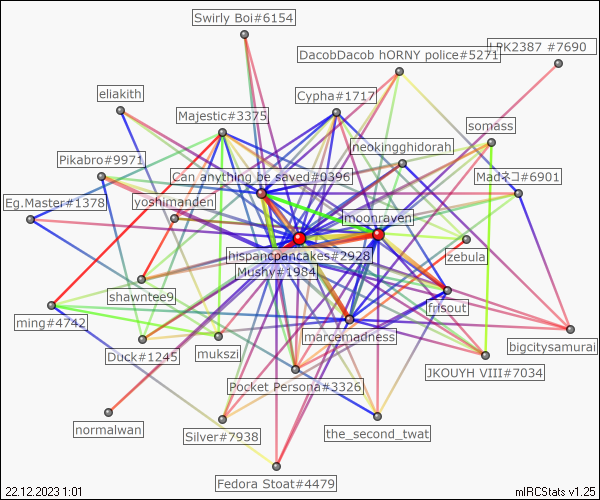 Swirly Boi#6154
LPK2387 #7690
DacobDacob hORNY police#5271
eliakith
Cypha#1717
Majestic#3375
somass
neokingghidorah
Pikabro#9971
Can anything be saved#0396
Madネコ#6901
Eg.Master#1378
yoshimanden
moonraven
hispancpancakes#2928
zebula
Mushy#1984
shawntee9
frisout
ming#4742
marcemadness
bigcitysamurai
Duck#1245
mukszi
JKOUYH VIII#7034
Pocket Persona#3326
normalwan
Silver#7938
the_second_twat
Fedora Stoat#4479
22.12.2023 1:01
mIRCStats v1.25